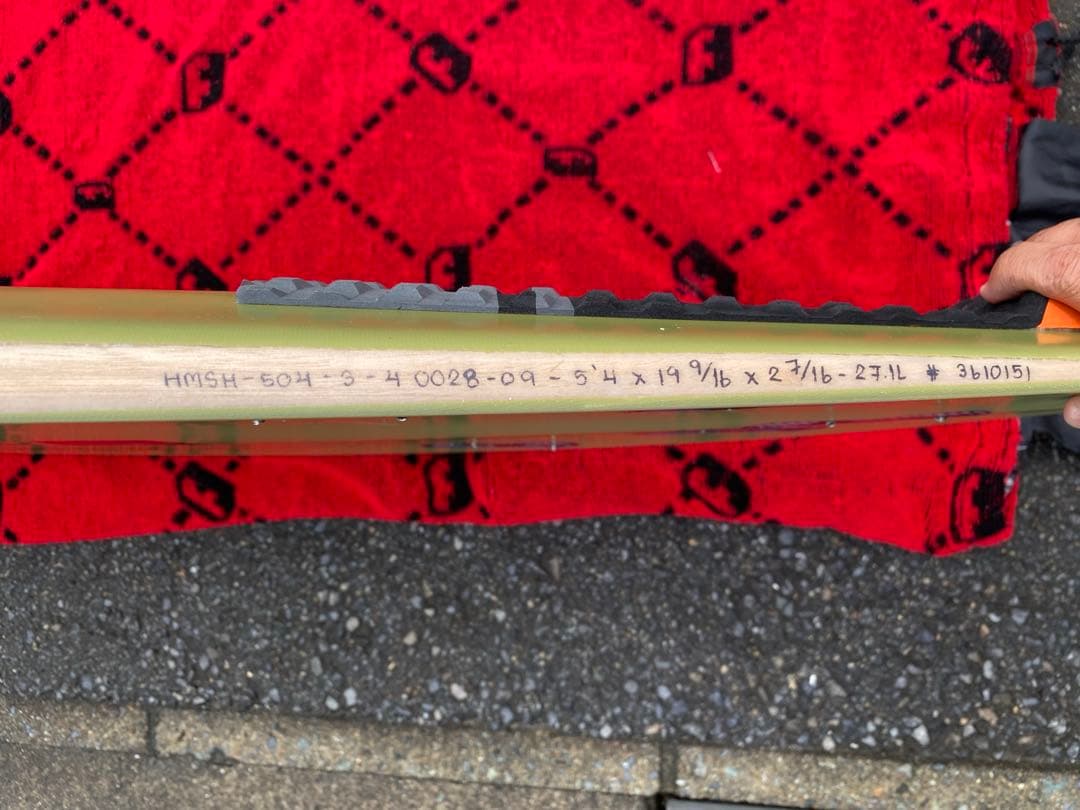 HMSH-504-3-4 0028-09 - 5'4 x 19 9/16 x 2 7/16 - 27.1L # 3610151